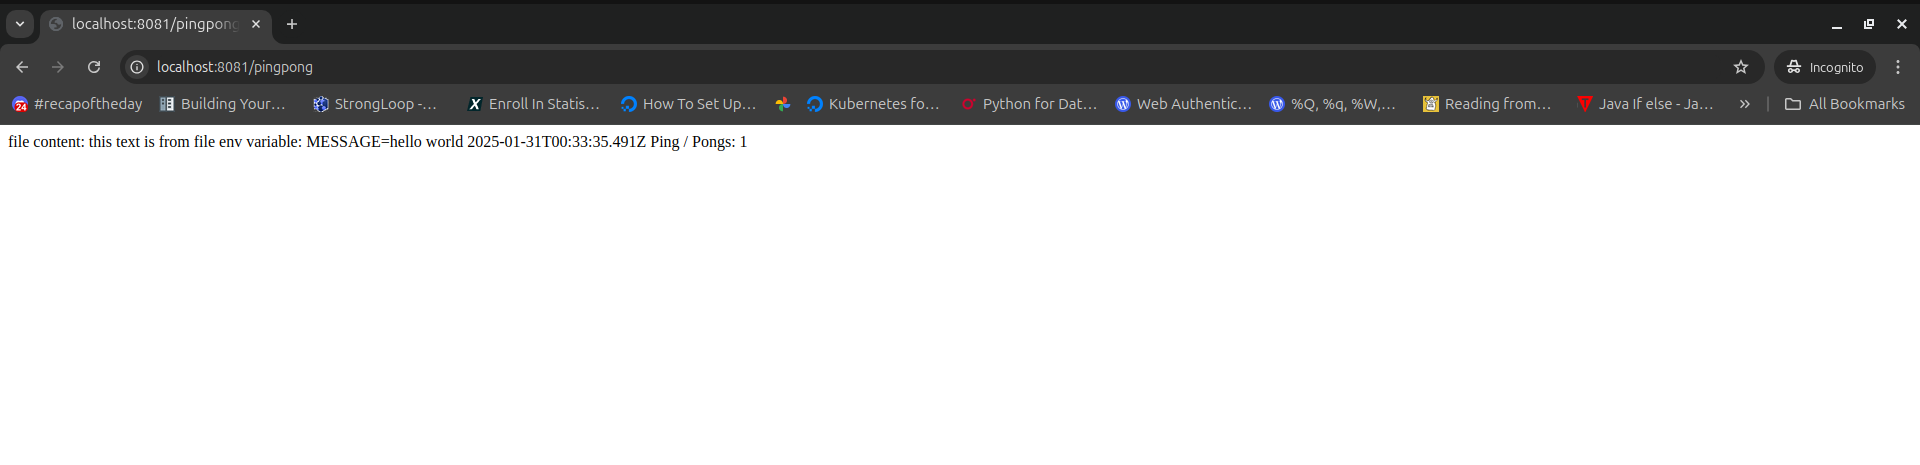 localhost:8081/pingpong
localhost:8081/pingpong
Incognito
24 #recapoftheday Building Your... StrongLoop -... X Enroll In Statis... How To Set Up... Kubernetes fo... Python for Dat... Web Authentic... %Q, %q, %W,... Reading from... Java If else - Ja... » All Bookmarks
file content: this text is from file env variable: MESSAGE=hello world 2025-01-31T00:33:35.491Z Ping / Pongs: 1